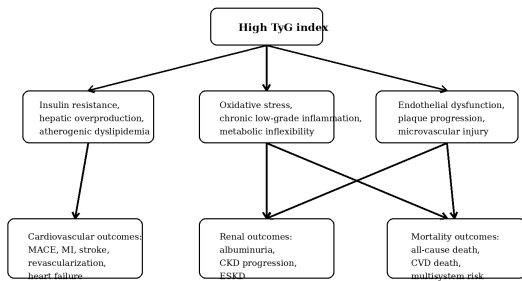 High TyG index
Insulin resistance,
hepatic overproduction,
atherogenic dyslipidemia
Oxidative stress,
chronic low-grade inflammation,
metabolic inflexibility
Endothelial dysfunction,
plaque progression,
microvascular injury
Cardiovascular outcomes:
MACE, MI, stroke,
revascularization,
heart failure
Renal outcomes:
albuminuria,
CKD progression,
ESKD
Mortality outcomes:
all-cause death,
CVD death,
multisystem risk